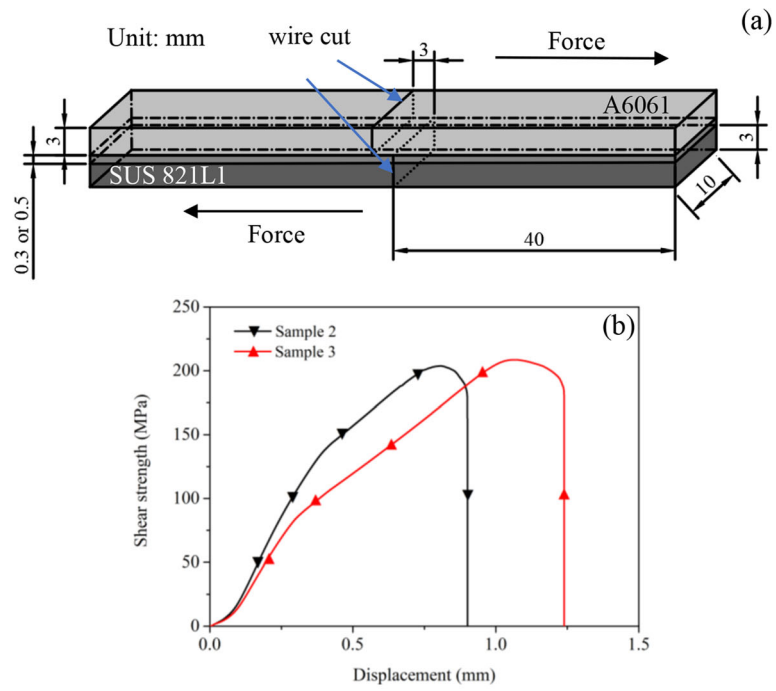 (a)
Unit: mm
wire cut
3
Force
A6061
3
3
SUS 821L1
10
0.3 or 0.5
Force
40
(b)
250
200
150
100
50
0
Shear strength (MPa)
Sample 2
Sample 3
0.0
0.5
1.0
1.5
Displacement (mm)